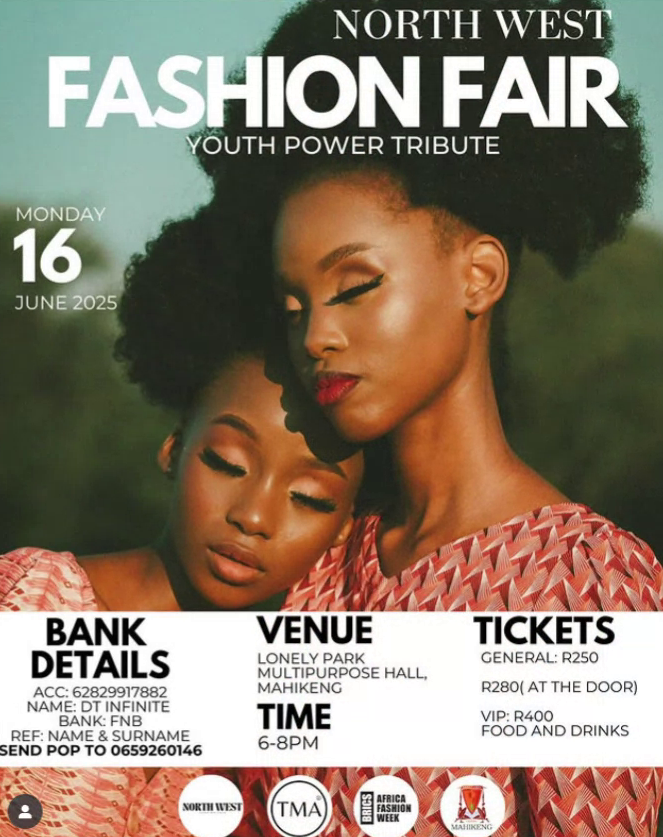 NORTH WEST
FASHION FAIR
YOUTH POWER TRIBUTE
MONDAY
16
JUNE 2025
BANK
DETAILS
ACC: 62829917882
NAME: DT INFINITE
BANK: FNB
REF: NAME & SURNAME
SEND POP TO 0659260146
VENUE
LONELY PARK
MULTIPURPOSE HALL,
MAHIKENG
TIME
6-8PM
TICKETS
GENERAL: R250
R280( AT THE DOOR)
VIP: R400
FOOD AND DRINKS
NORTH WEST
TMA
BRICS
AFRICA
FASHION
WEEK
MAHIKENG